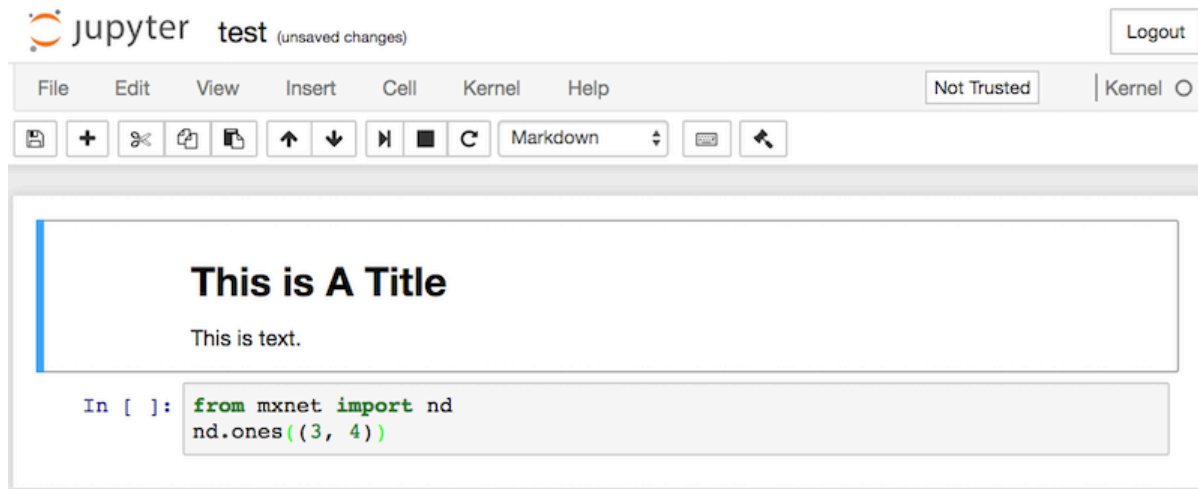 jupyter test (unsaved changes) Logout
File Edit View Insert Cell Kernel Help Not Trusted Kernel
Markdown
This is A Title
This is text.
In [ ]: from mxnet import nd
nd.ones((3, 4))